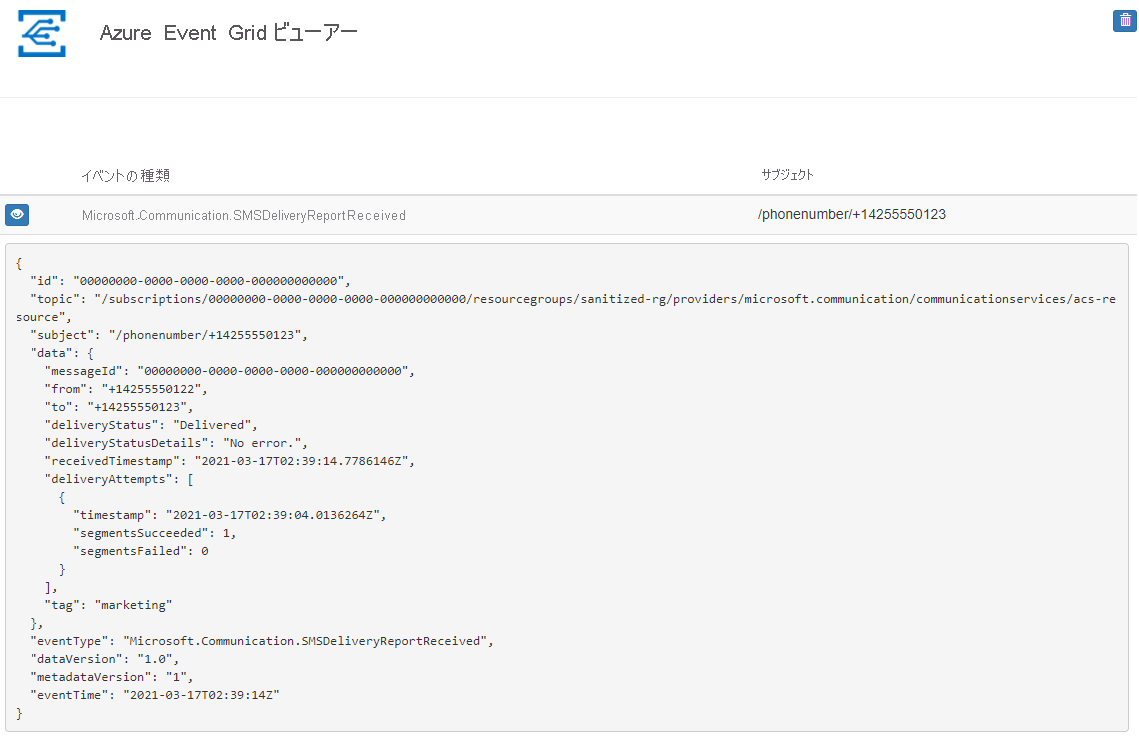 Azure Event Grid ビューアー
イベントの種類 サブジェクト
Microsoft.Communication.SMSDeliveryReportReceived /phonenumber/+14255550123
{
  "id": "00000000-0000-0000-0000-000000000000",
  "topic": "/subscriptions/00000000-0000-0000-0000-000000000000/resourcegroups/sanitized-rg/providers/microsoft.communication/communicationservices/acs-re
source",
  "subject": "/phonenumber/+14255550123",
  "data": {
    "messageId": "00000000-0000-0000-0000-000000000000",
    "from": "+14255550122",
    "to": "+14255550123",
    "deliveryStatus": "Delivered",
    "deliveryStatusDetails": "No error.",
    "receivedTimestamp": "2021-03-17T02:39:14.7786146Z",
    "deliveryAttempts": [
      {
        "timestamp": "2021-03-17T02:39:04.0136264Z",
        "segmentsSucceeded": 1,
        "segmentsFailed": 0
      }
    ],
    "tag": "marketing"
  },
  "eventType": "Microsoft.Communication.SMSDeliveryReportReceived",
  "dataVersion": "1.0",
  "metadataVersion": "1",
  "eventTime": "2021-03-17T02:39:14Z"
}